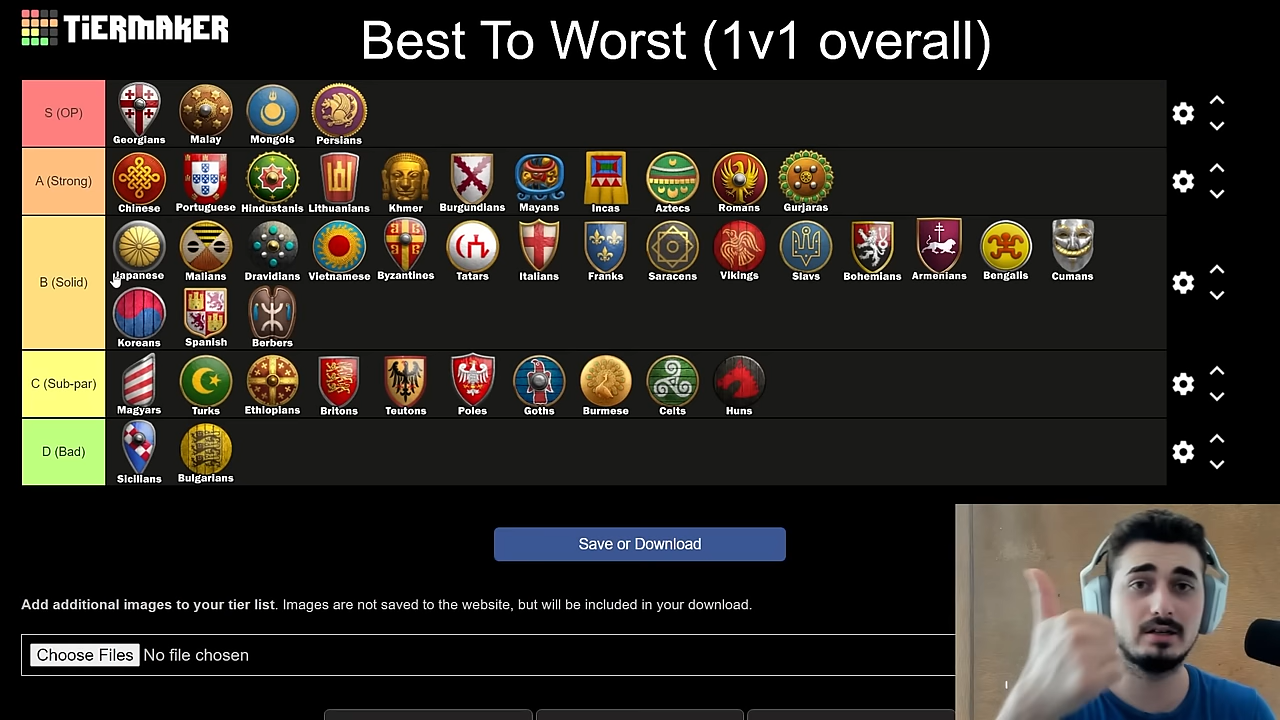 TIERMAKER
Best To Worst (1v1 overall)
S (OP)
Georgians Malay Mongols Persians
A (Strong)
Chinese Portuguese Hindustanis Lithuanians Khmer Burgundians Mayans Incas Aztecs Romans Gurjaras
B (Solid)
Japanese Malians Dravidians Vietnamese Byzantines Tatars Italians Franks Saracens Vikings Slavs Bohemians Armenians Bengalis Cumans
Koreans Spanish Berbers
C (Sub-par)
Magyars Turks Ethiopians Britons Teutons Poles Goths Burmese Celts Huns
D (Bad)
Sicilians Bulgarians
Save or Download
Add additional images to your tier list. Images are not saved to the website, but will be included in your download.
Choose Files No file chosen